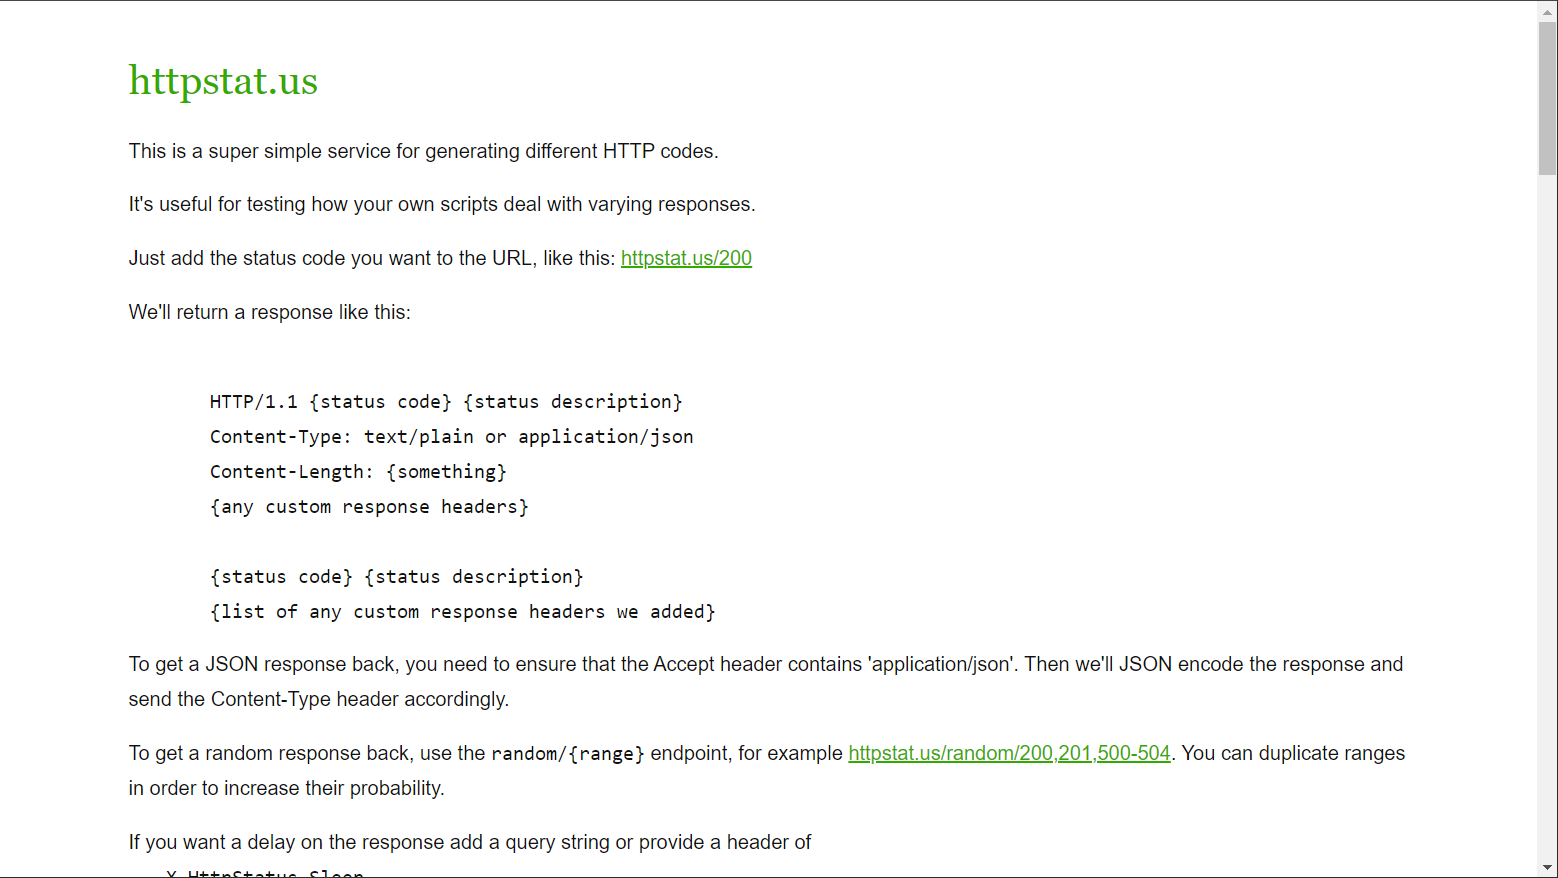 httpstat.us
This is a super simple service for generating different HTTP codes.
It's useful for testing how your own scripts deal with varying responses.
Just add the status code you want to the URL, like this: httpstat.us/200
We'll return a response like this:
HTTP/1.1 {status code} {status description}
Content-Type: text/plain or application/json
Content-Length: {something}
{any custom response headers}
{status code} {status description}
{list of any custom response headers we added}
To get a JSON response back, you need to ensure that the Accept header contains 'application/json'. Then we'll JSON encode the response and
send the Content-Type header accordingly.
To get a random response back, use the random/{range} endpoint, for example httpstat.us/random/200,201,500-504. You can duplicate ranges
in order to increase their probability.
If you want a delay on the response add a query string or provide a header of
X-HttpStatus-Sleep